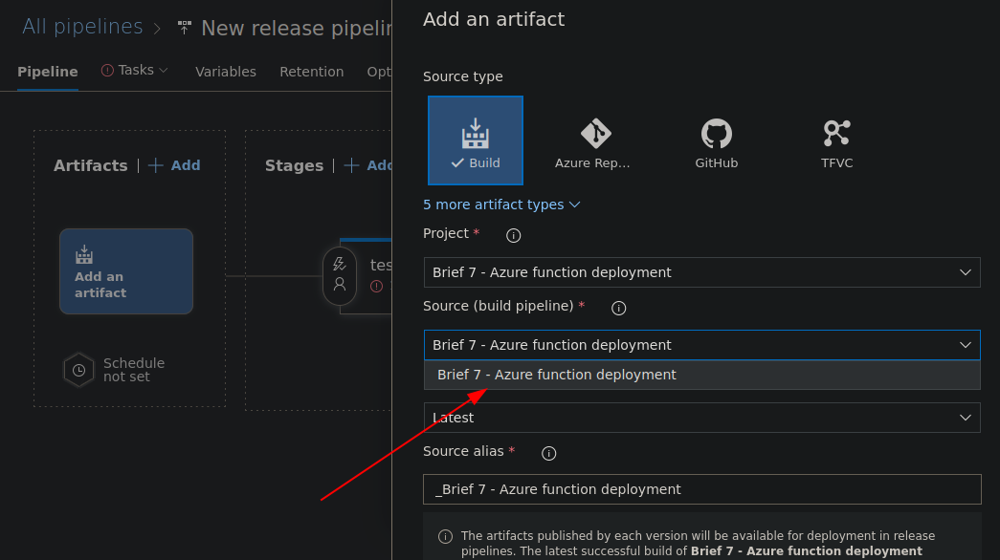 All pipelines > New release pipelin
Pipeline Tasks Variables Retention Opt
Artifacts | + Add
Stages | + Add
Add an
artifact
tes
Schedule
not set
Add an artifact
Source type
Build
Azure Rep...
GitHub
TFVC
5 more artifact types
Project *
Brief 7 - Azure function deployment
Source (build pipeline) *
Brief 7 - Azure function deployment
Brief 7 - Azure function deployment
Latest
Source alias *
_Brief 7 - Azure function deployment
The artifacts published by each version will be available for deployment in release
pipelines. The latest successful build of Brief 7 - Azure function deployment